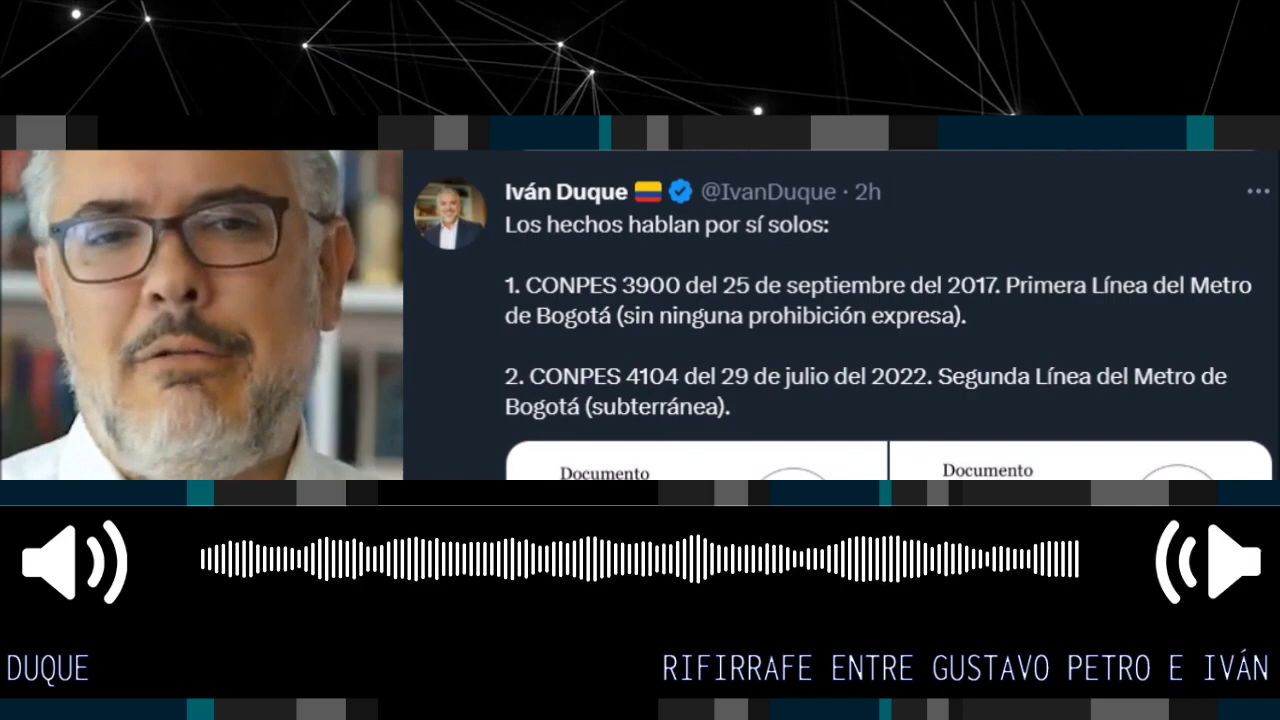 Iván Duque @IvanDuque · 2h
Los hechos hablan por sí solos:
1. CONPES 3900 del 25 de septiembre del 2017. Primera Línea del Metro
de Bogotá (sin ninguna prohibición expresa).
2. CONPES 4104 del 29 de julio del 2022. Segunda Línea del Metro de
Bogotá (subterránea).
Documento
Documento
DUQUE
RIFIRRAFE ENTRE GUSTAVO PETRO E IVÁN